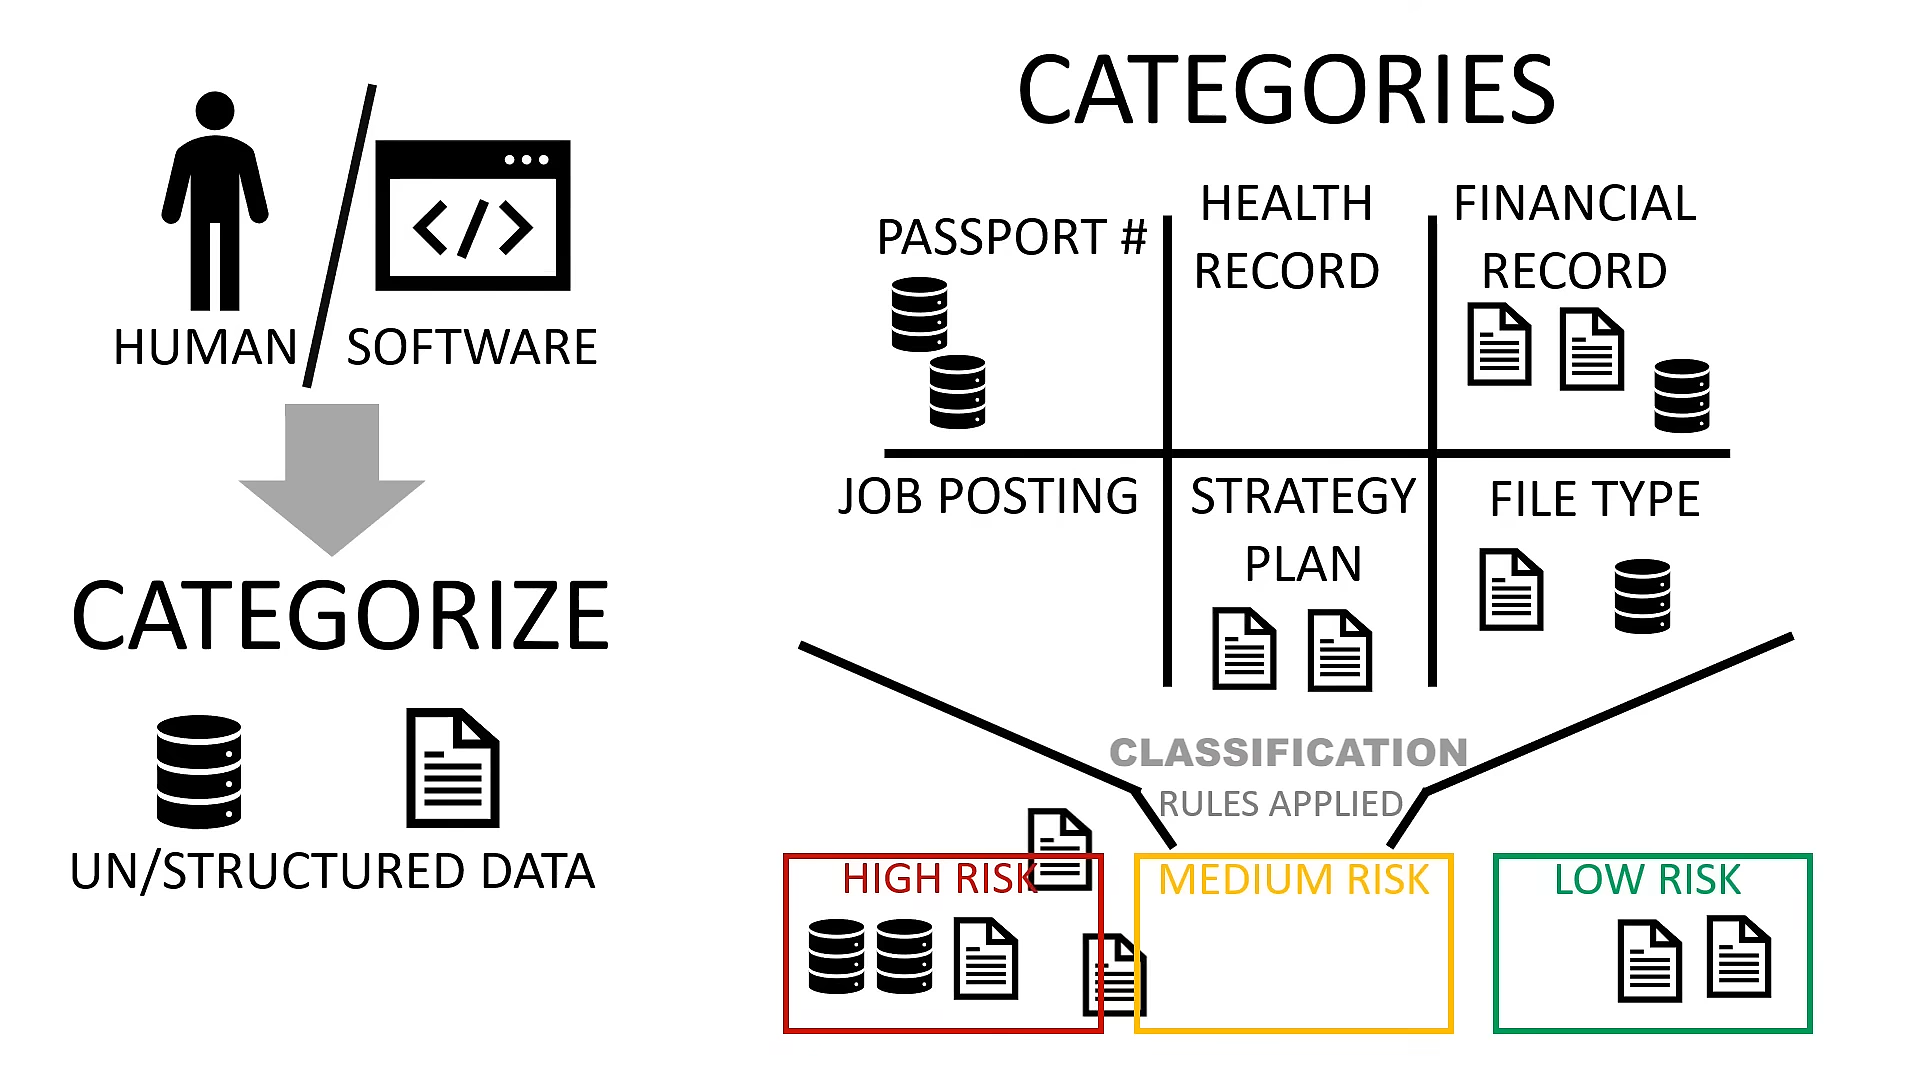 HUMAN
SOFTWARE
CATEGORIZE
UN/STRUCTURED DATA
CATEGORIES
PASSPORT #
HEALTH
RECORD
FINANCIAL
RECORD
JOB POSTING
STRATEGY
PLAN
FILE TYPE
CLASSIFICATION
RULES APPLIED
HIGH RISK
MEDIUM RISK
LOW RISK